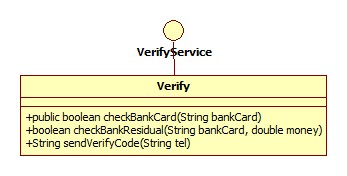 VerifyService
Verify
+public boolean checkBankCard(String bankCard)
+boolean checkBankResidual(String bankCard, double money)
+String sendVerifyCode(String tel)